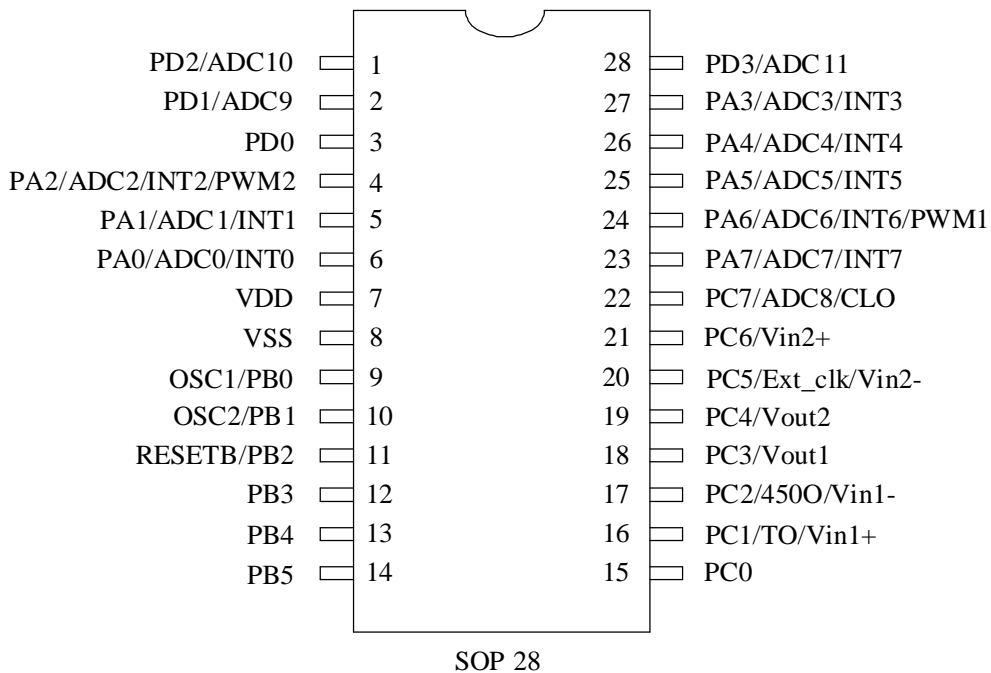 PD2/ADC10 1 28 PD3/ADC11
PD1/ADC9 2 27 PA3/ADC3/INT3
PD0 3 26 PA4/ADC4/INT4
PA2/ADC2/INT2/PWM2 4 25 PA5/ADC5/INT5
PA1/ADC1/INT1 5 24 PA6/ADC6/INT6/PWM1
PA0/ADC0/INT0 6 23 PA7/ADC7/INT7
VDD 7 22 PC7/ADC8/CLO
VSS 8 21 PC6/Vin2+
OSC1/PB0 9 20 PC5/Ext_clk/Vin2-
OSC2/PB1 10 19 PC4/Vout2
RESETB/PB2 11 18 PC3/Vout1
PB3 12 17 PC2/450O/Vin1-
PB4 13 16 PC1/TO/Vin1+
PB5 14 15 PC0
SOP 28